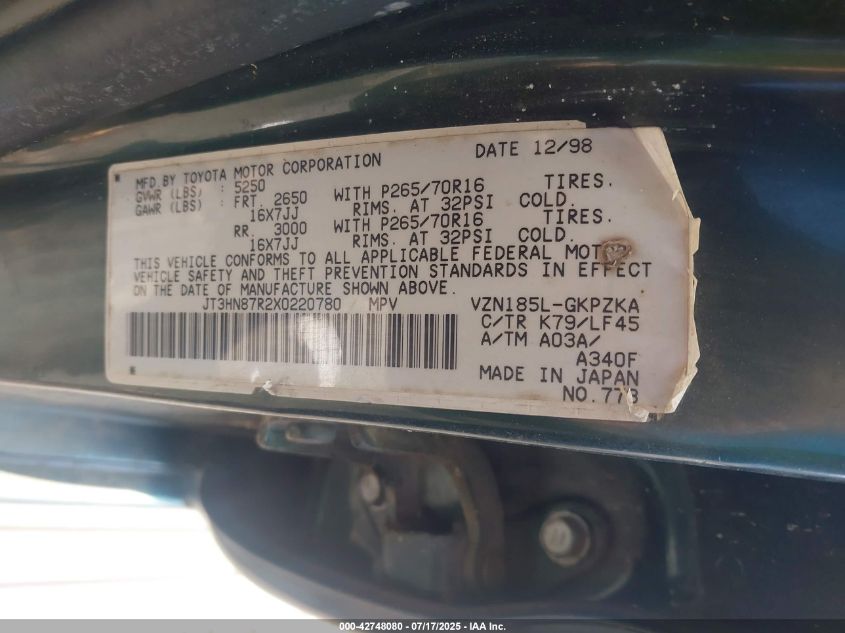 MFD.BY TOYOTA MOTOR CORPORATION DATE 12/98
GVWR (LBS) : 5250
GAWR (LBS) : FRT. 2650 WITH P265/70R16 TIRES.
16X7JJ RIMS. AT 32PSI COLD.
RR. 3000 WITH P265/70R16 TIRES.
16X7JJ RIMS. AT 32PSI COLD.
THIS VEHICLE CONFORMS TO ALL APPLICABLE FEDERAL
VEHICLE SAFETY AND THEFT PREVENTION STANDARDS IN EFFECT
ON THE DATE OF MANUFACTURE SHOWN ABOVE.
JT3HN87R2X0220780 MPV VZN185L-GKPZKA
C/TR K79/LF45
A/TM A03A/
A340F
MADE IN JAPAN
NO.773
000-42748080 - 07/17/2025 - IAA Inc.